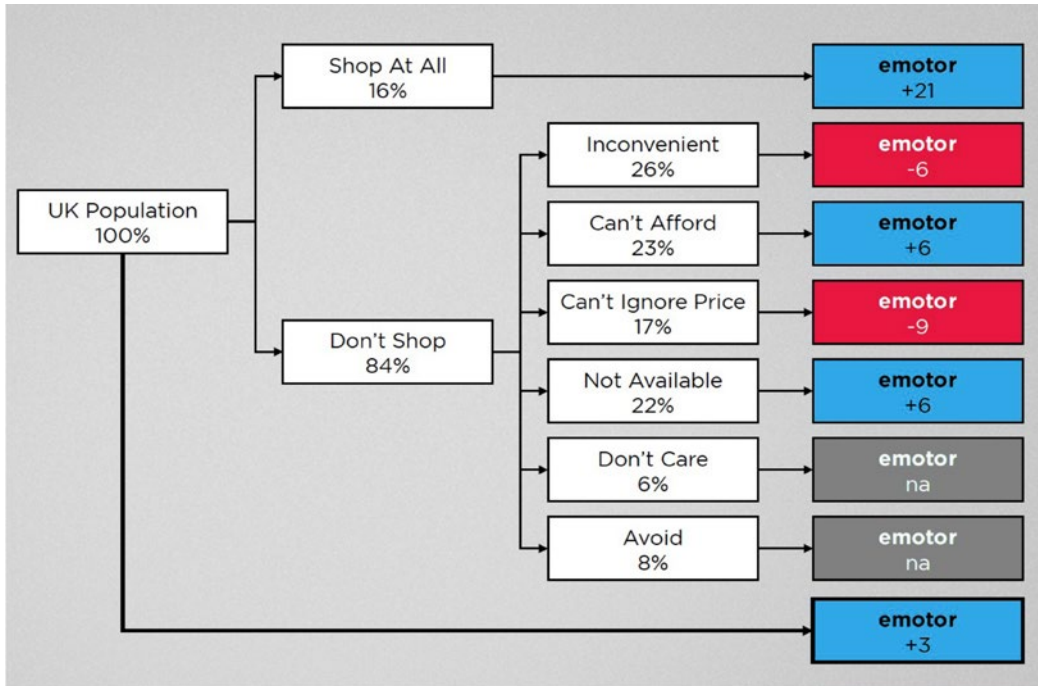 Shop At All
16%
emotor
+21
Inconvenient
26%
emotor
-6
UK Population
100%
Can't Afford
23%
emotor
+6
Can't Ignore Price
17%
emotor
-9
Don't Shop
84%
Not Available
22%
emotor
+6
Don't Care
6%
emotor
na
Avoid
8%
emotor
na
emotor
+3